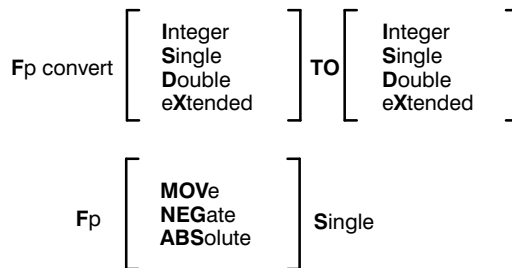 Integer Integer
Single Single
Fp convert Double TO Double
eXtended eXtended
MOVe
Fp NEGate Single
ABSolute